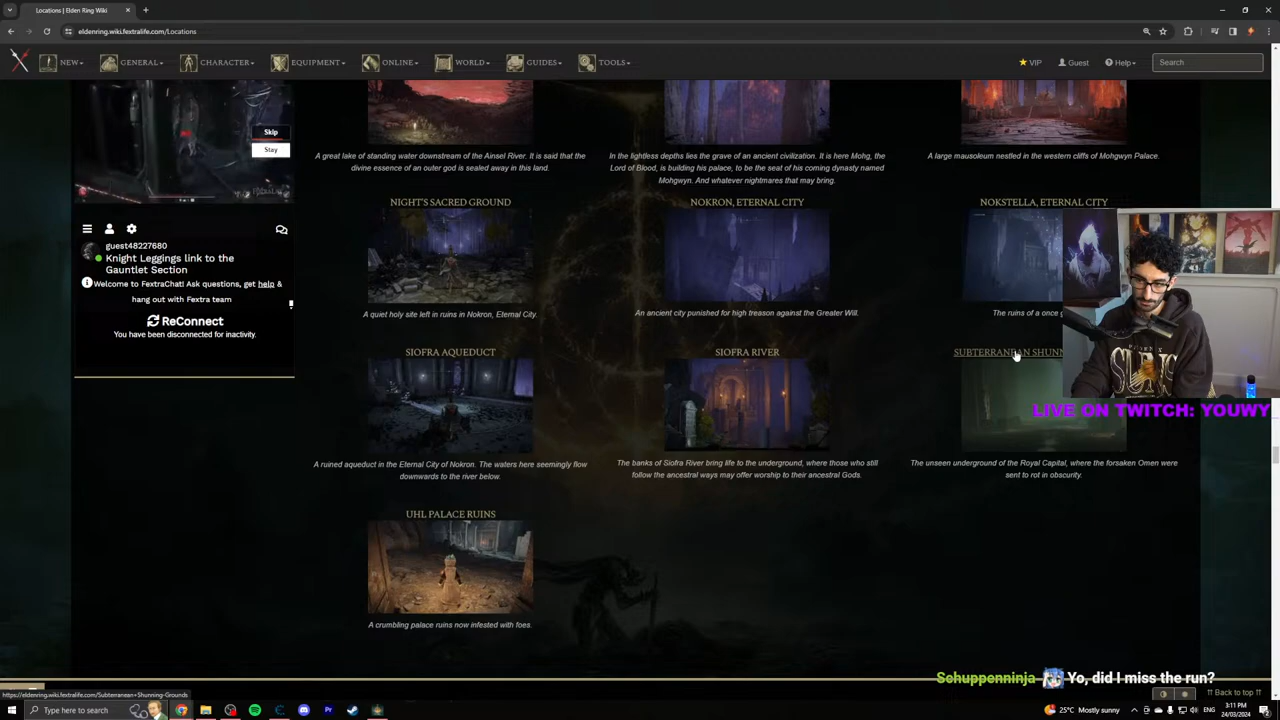 Locations | Elden Ring Wiki
eldenring.wiki.fextralife.com/Locations
NEW
GENERAL
CHARACTER
EQUIPMENT
ONLINE
WORLD
GUIDES
TOOLS
VIP
Guest
Help
Search
Skip
Stay
A great lake of standing water downstream of the Ainsel River. It is said that the
divine essence of an outer god is sealed away in this land.
In the lightless depths lies the grave of an ancient civilization. It is here Mohg, the
Lord of Blood, is building his palace, to be the seat of his coming dynasty named
Mohgwyn. And whatever nightmares that may bring.
A large mausoleum nestled in the western cliffs of Mohgwyn Palace.
NIGHT'S SACRED GROUND
NOKRON, ETERNAL CITY
NOKSTELLA, ETERNAL CITY
guest48227680
Knight Leggings link to the
Gauntlet Section
Welcome to FextraChat! Ask questions, get help &
hang out with Fextra team
ReConnect
You have been disconnected for inactivity.
A quiet holy site left in ruins in Nokron, Eternal City.
An ancient city punished for high treason against the Greater Will.
The ruins of a once
SIOFRA AQUEDUCT
SIOFRA RIVER
SUBTERRANEAN SHUNN
LIVE ON TWITCH: YOUWY
A ruined aqueduct in the Eternal City of Nokron. The waters here seemingly flow
downwards to the river below.
The banks of Siofra River bring life to the underground, where those who still
follow the ancestral ways may offer worship to their ancestral Gods.
The unseen underground of the Royal Capital, where the forsaken Omen were
sent to rot in obscurity.
UHL PALACE RUINS
A crumbling palace ruins now infested with foes.
Schuppenninja Yo, did I miss the run?
https://eldenring.wiki.fextralife.com/Subterranean+Shunning-Grounds
Back to top
Type here to search
25°C Mostly sunny
ENG
3:11 PM
24/03/2024